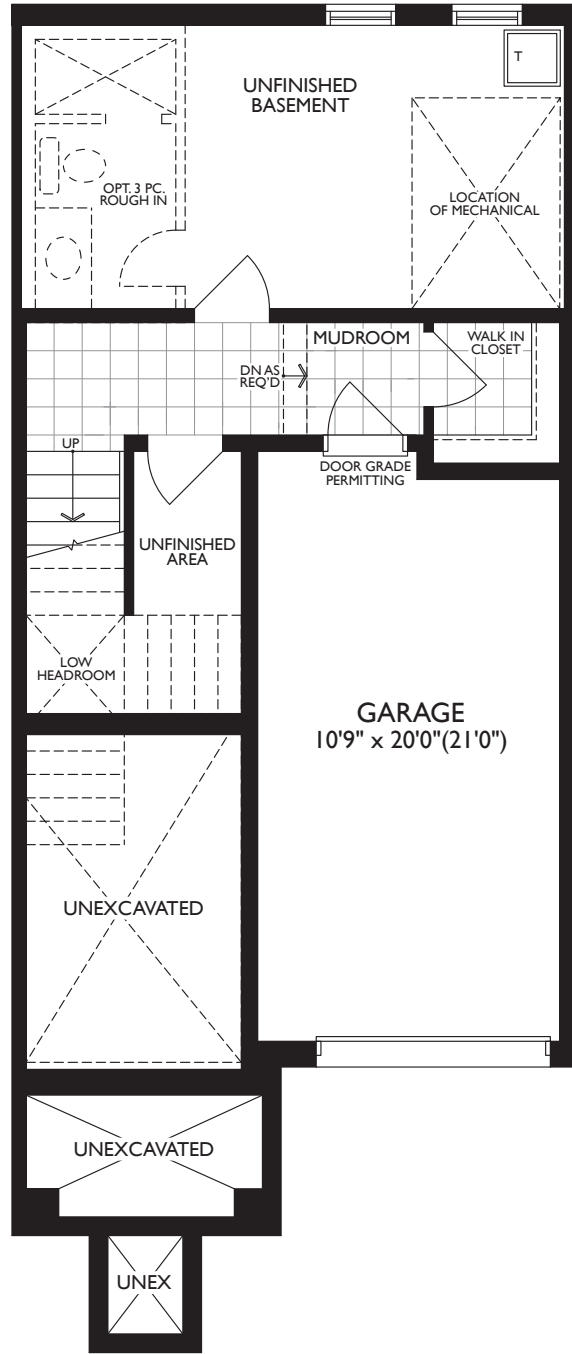 T
UNFINISHED
BASEMENT
OPT. 3 PC.
ROUGH IN
LOCATION
OF MECHANICAL
MUDROOM
WALK IN
CLOSET
DN AS
REQ'D
UP
DOOR GRADE
PERMITTING
UNFINISHED
AREA
LOW
HEADROOM
GARAGE
10'9" x 20'0"(21'0")
UNEXCAVATED
UNEXCAVATED
UNEX